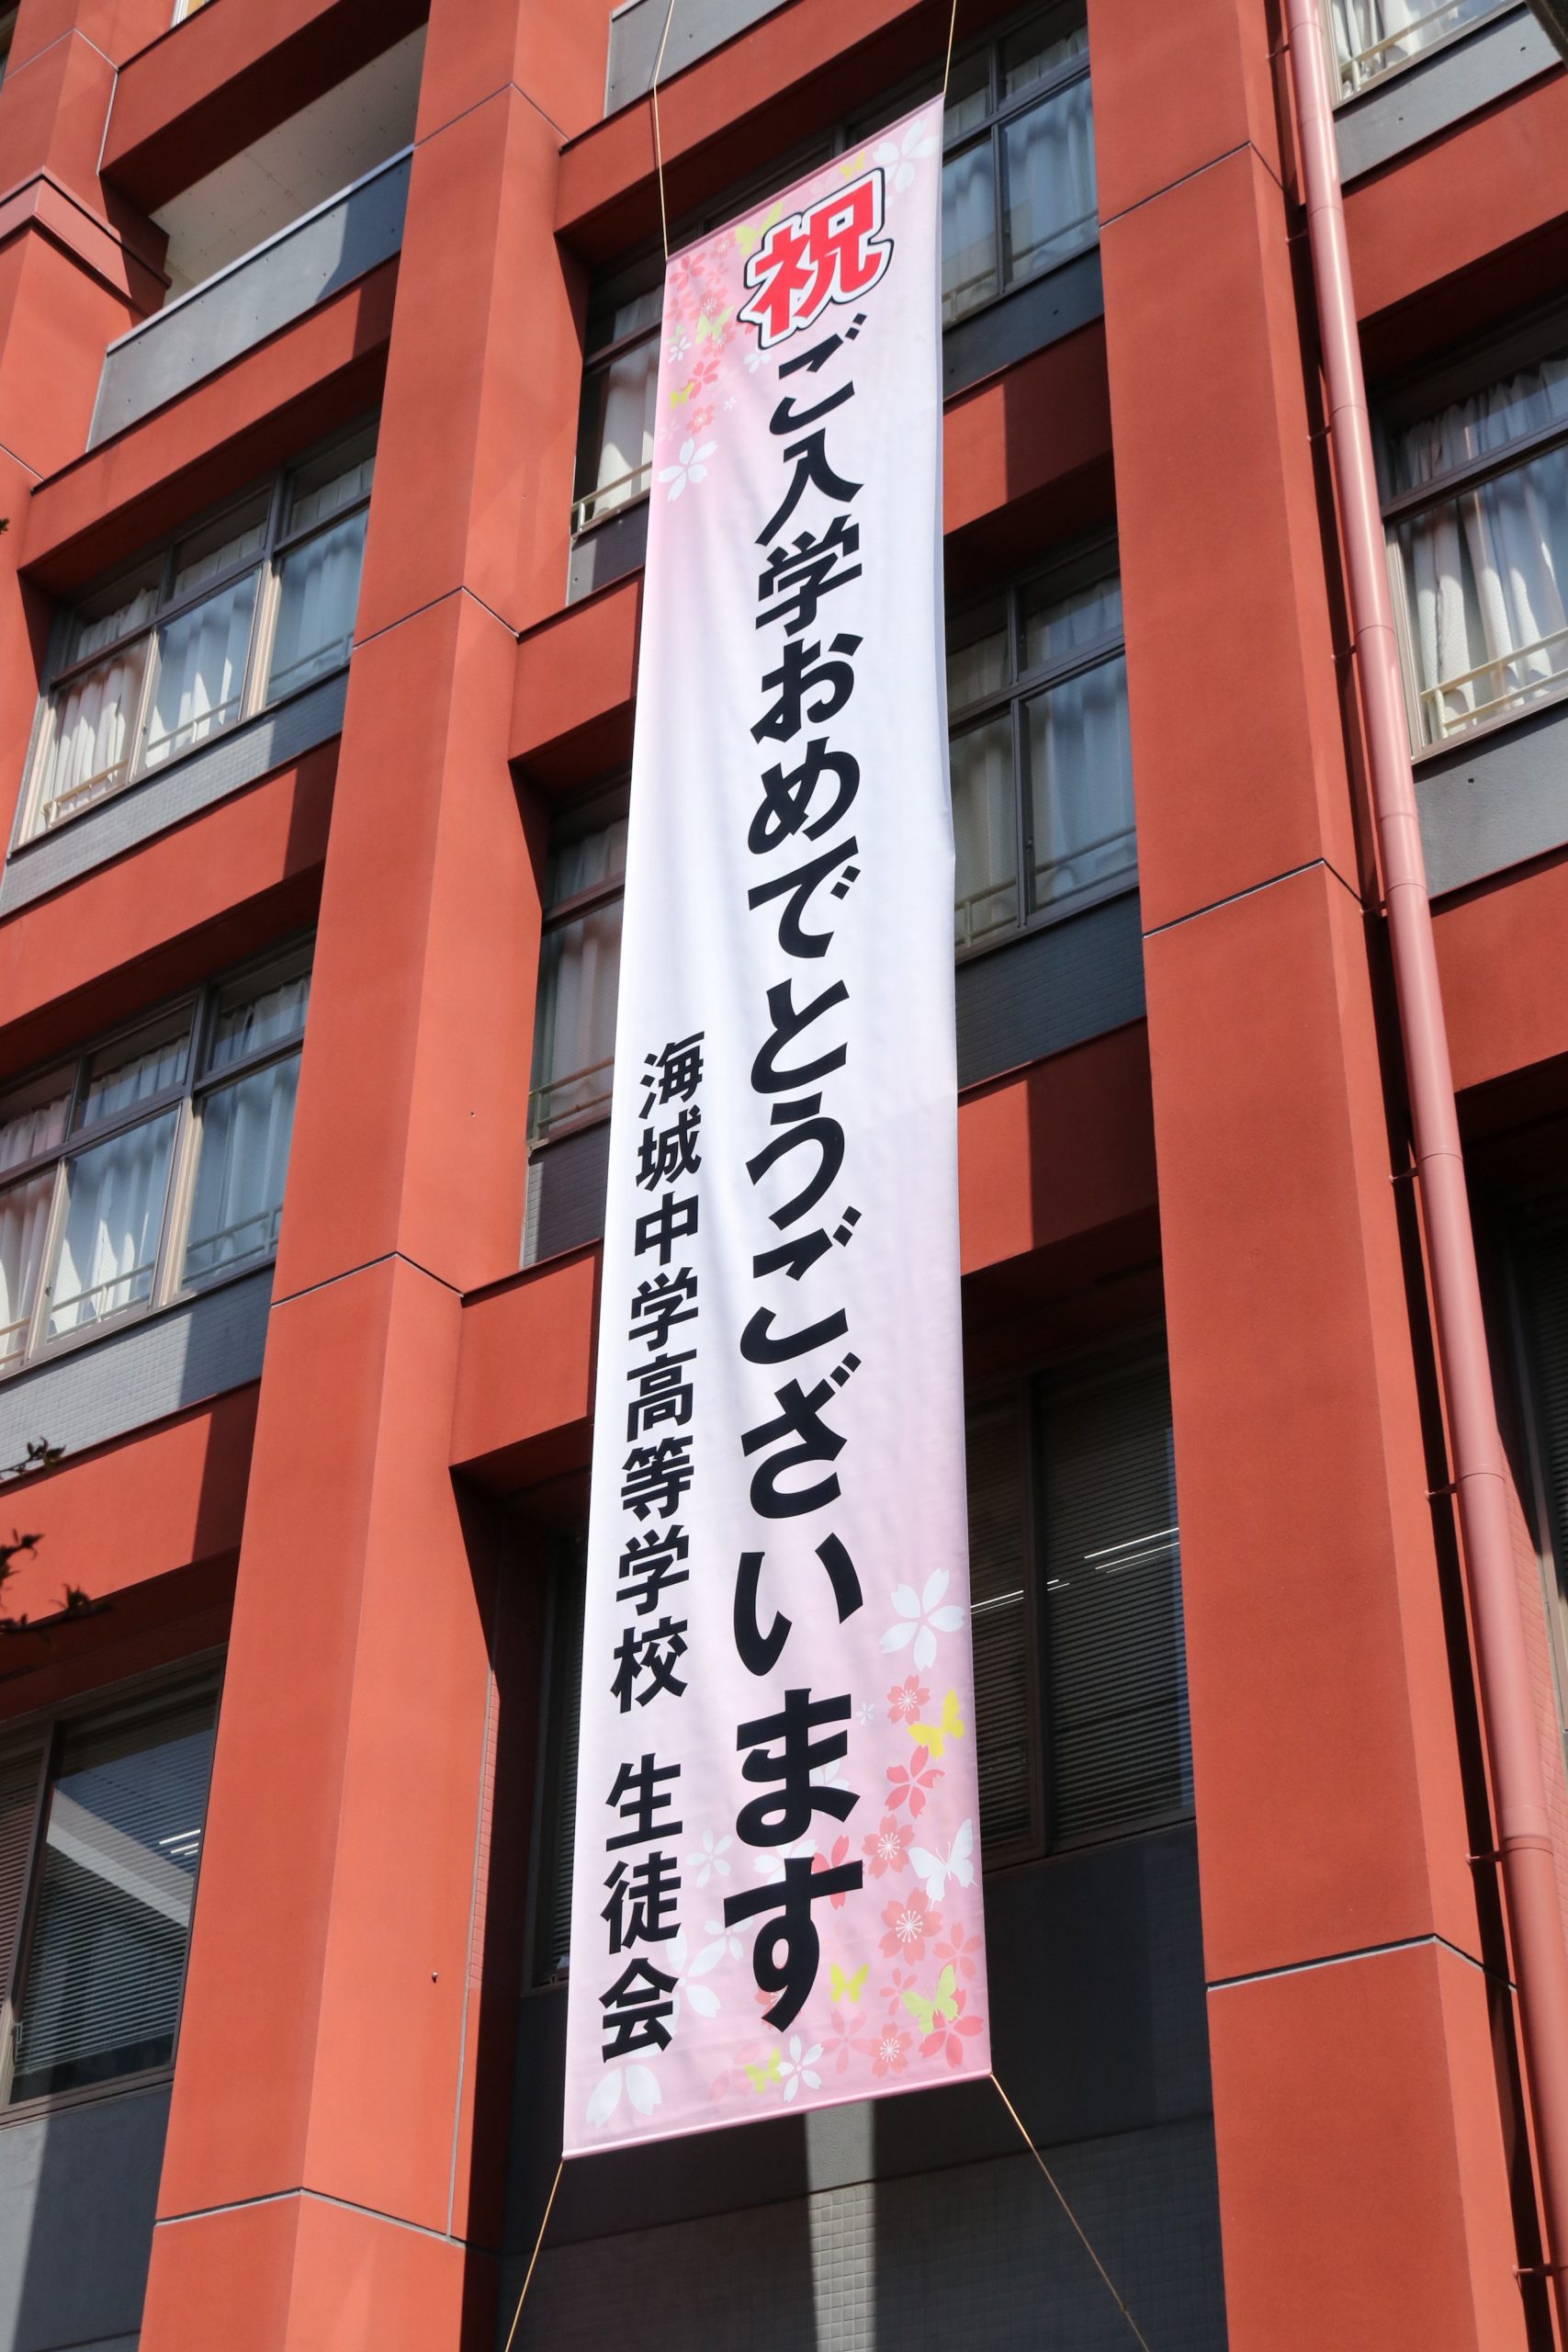 祝ご入学おめでとうございます
海城中学高等学校 生徒会